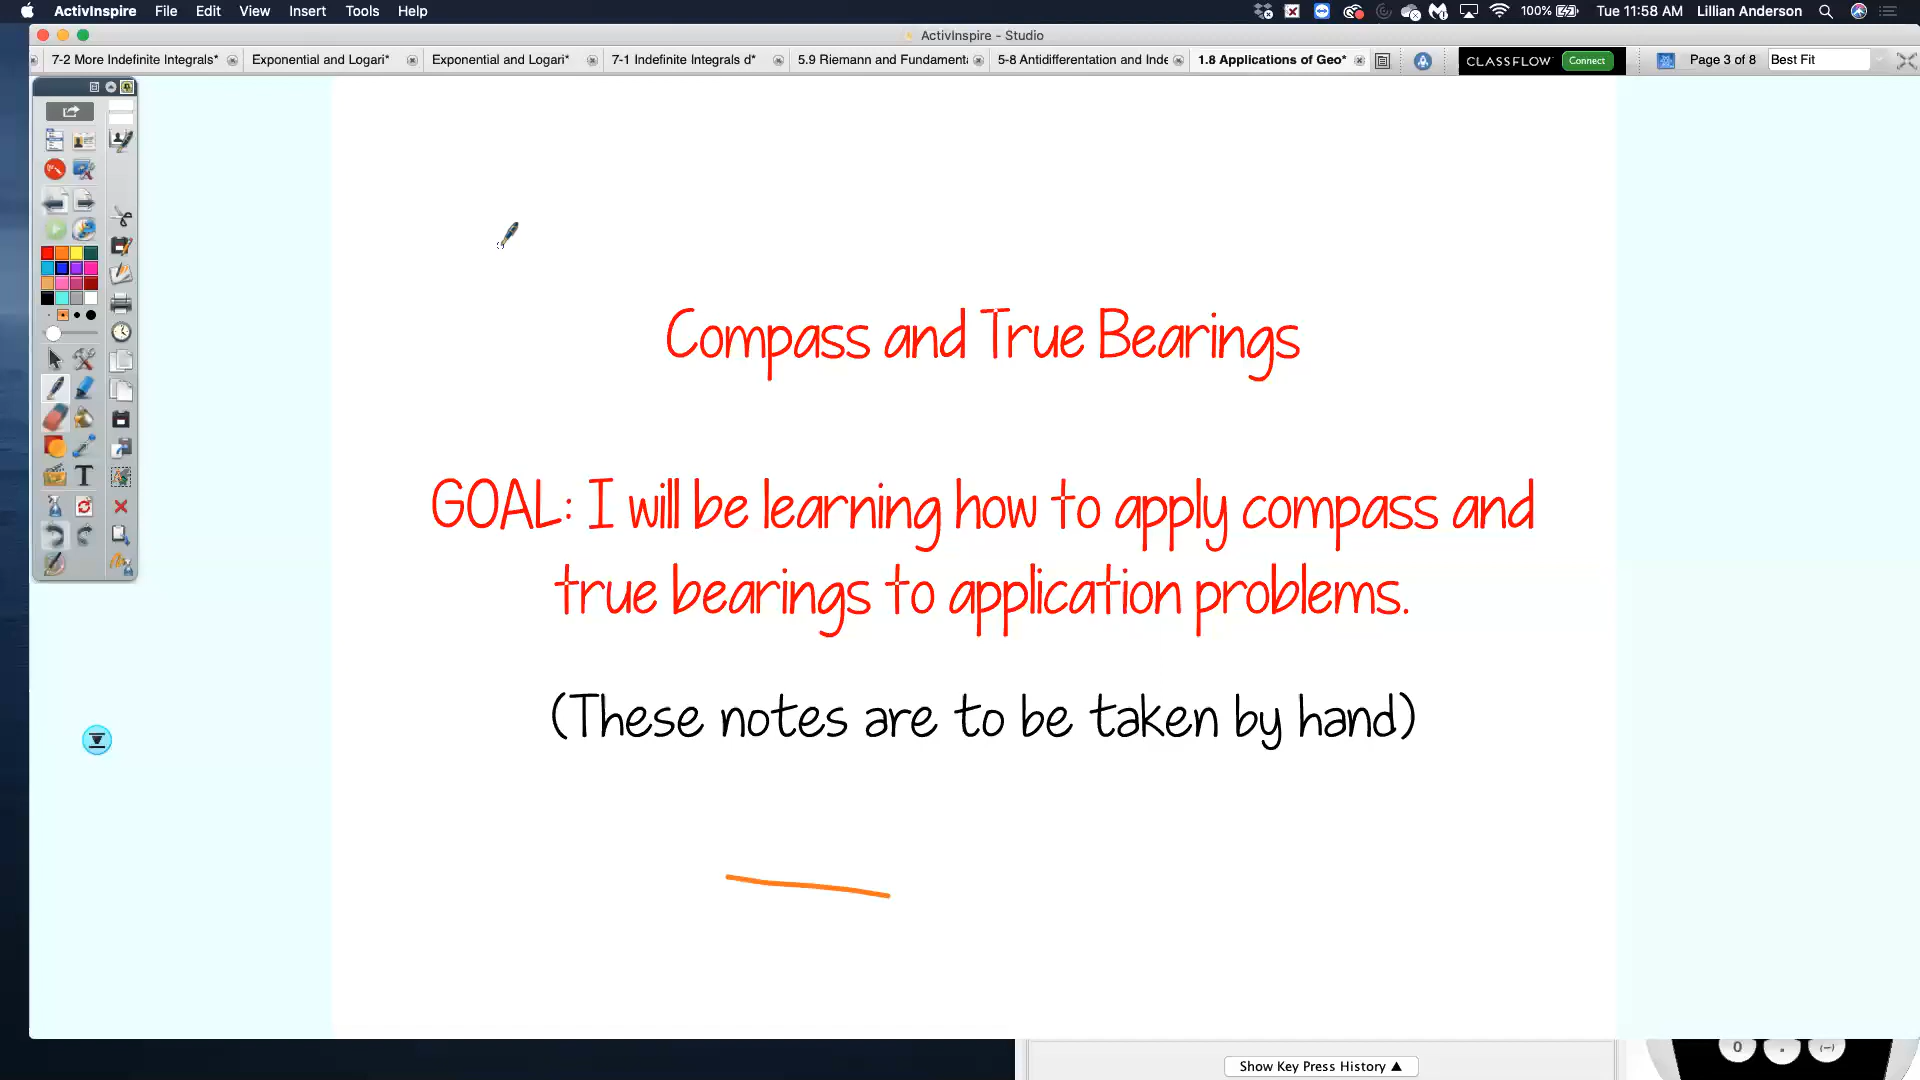 ActivInspire File Edit View Insert Tools Help 100% Tue 11:58 AM Lillian Anderson
ActivInspire - Studio
7-2 More Indefinite Integrals* Exponential and Logari* Exponential and Logari* 7-1 Indefinite Integrals d* 5.9 Riemann and Fundament 5-8 Antidifferentation and Inde 1.8 Applications of Geo* CLASSFLOW Connect Page 3 of 8 Best Fit
Compass and True Bearings
GOAL: I will be learning how to apply compass and
true bearings to application problems.
(These notes are to be taken by hand)
0 . (-)
Show Key Press History ▲